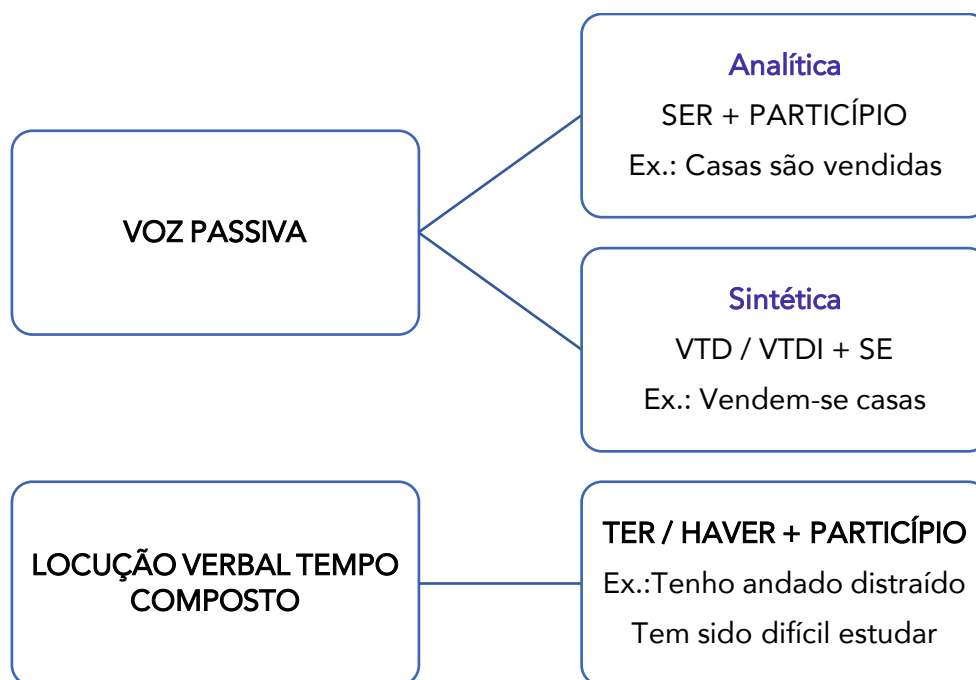 VOZ PASSIVA
Analítica
SER + PARTICÍPIO
Ex.: Casas são vendidas
Sintética
VTD / VTDI + SE
Ex.: Vendem-se casas
LOCUÇÃO VERBAL TEMPO
COMPOSTO
TER / HAVER + PARTICÍPIO
Ex.:Tenho andado distraído
Tem sido difícil estudar